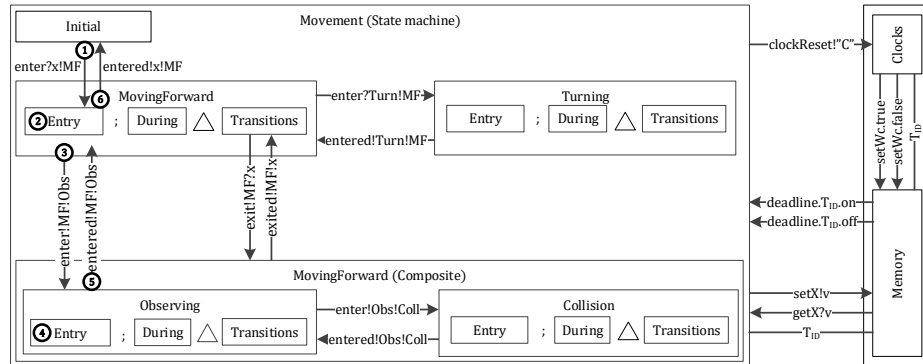 Movement (State machine)
Initial
1
enter?x!MF
entered!x!MF
6
MovingForward
2 Entry ; During △ Transitions
enter?Turn!MF
entered!Turn!MF
Turning
Entry ; During △ Transitions
3
enter!MF!Obs
entered!MF!Obs
5
exit!MF?x
exited!MF!x
MovingForward (Composite)
Observing
4 Entry ; During △ Transitions
enter!Obs!Coll
entered!Obs!Coll
Collision
Entry ; During △ Transitions
clockReset!"C"
Clocks
setWc.true
setWc.false
TID
deadline.TID.on
deadline.TID.off
Memory
setX!v
getX?v
TID